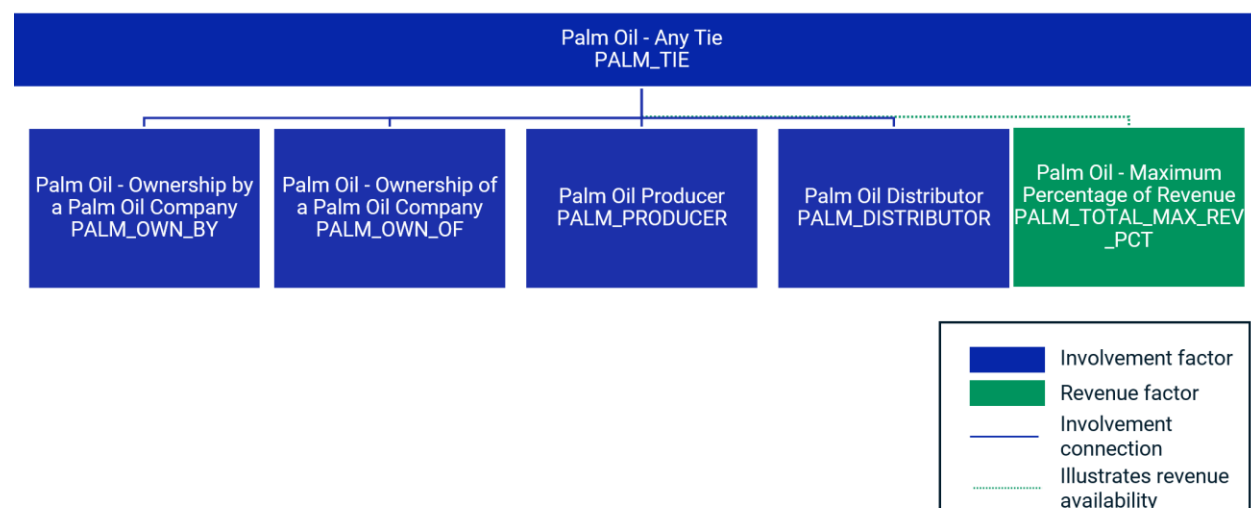 Palm Oil - Any Tie
PALM_TIE
Palm Oil - Ownership by
a Palm Oil Company
PALM_OWN_BY
Palm Oil - Ownership of
a Palm Oil Company
PALM_OWN_OF
Palm Oil Producer
PALM_PRODUCER
Palm Oil Distributor
PALM_DISTRIBUTOR
Palm Oil - Maximum
Percentage of Revenue
PALM_TOTAL_MAX_REV
_PCT
Involvement factor
Revenue factor
Involvement
connection
Illustrates revenue
availability